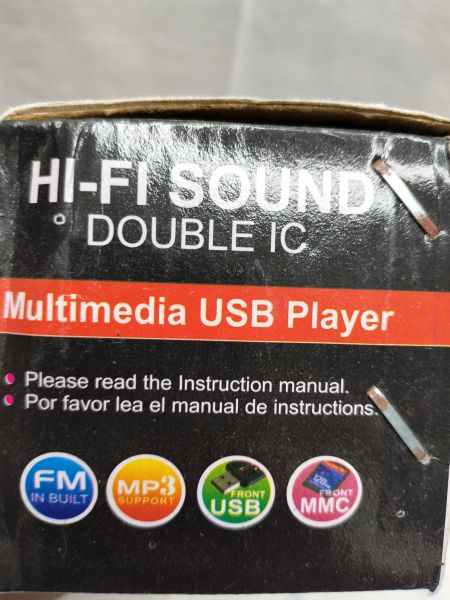 HI-FI SOUND
DOUBLE IC
Multimedia USB Player
Please read the Instruction manual.
Por favor lea el manual de instructions.
FM
IN BUILT
MP3
SUPPORT
FRONT
USB
FRONT
MMC